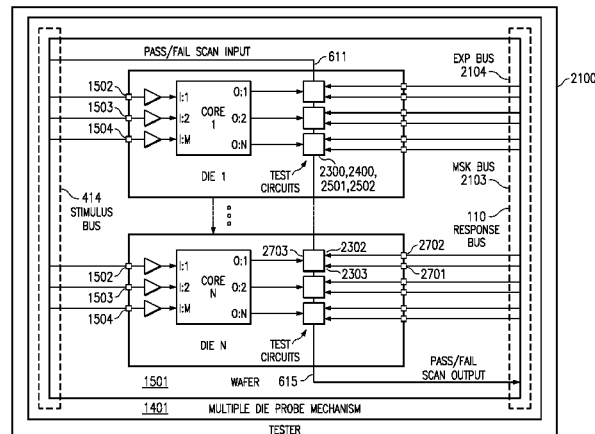 PASS/FAIL SCAN INPUT
611
EXP BUS
2104
2100
1502
1503
1504
I:1
I:2
I:M
CORE
1
O:1
O:2
O:N
DIE 1
TEST
CIRCUITS
2300,2400,
2501,2502
MSK BUS
2103
414
STIMULUS
BUS
110
RESPONSE
BUS
2703
2302
2303
2702
2701
1502
1503
1504
I:1
I:2
I:M
CORE
N
O:1
O:2
O:N
DIE N
TEST
CIRCUITS
PASS/FAIL
SCAN OUTPUT
1501
WAFER
615
1401
MULTIPLE DIE PROBE MECHANISM
TESTER